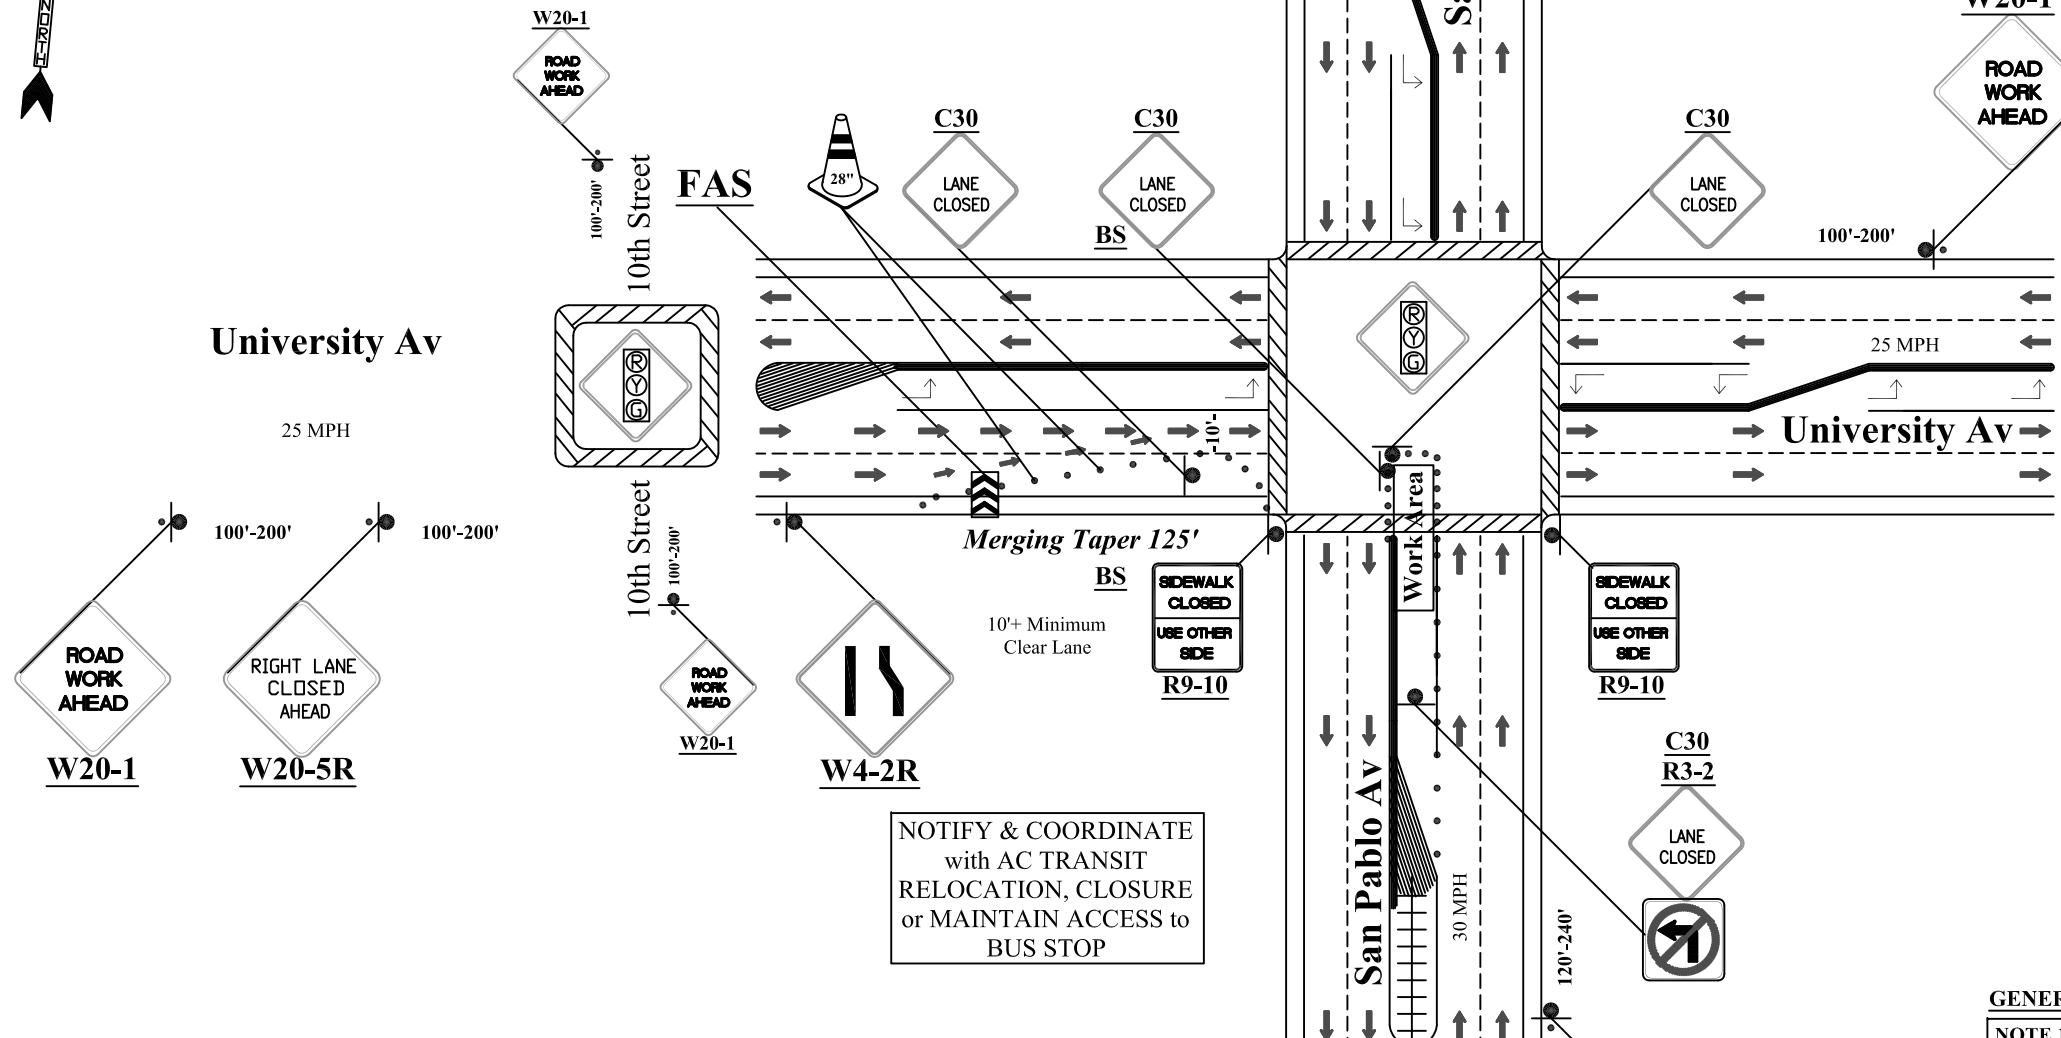 NORTH
W20-1
ROAD
WORK
AHEAD
100'-200'
10th Street
FAS
28"
C30
LANE
CLOSED
C30
LANE
CLOSED
BS
C30
LANE
CLOSED
W20-1
ROAD
WORK
AHEAD
100'-200'
University Av
25 MPH
R
Y
G
R
Y
G
25 MPH
University Av
10'
100'-200'
100'-200'
10th Street
100'-200'
Merging Taper 125'
BS
10'+ Minimum
Clear Lane
Work Area
SIDEWALK
CLOSED
USE OTHER
SIDE
R9-10
SIDEWALK
CLOSED
USE OTHER
SIDE
R9-10
ROAD
WORK
AHEAD
W20-1
RIGHT LANE
CLOSED
AHEAD
W20-5R
ROAD
WORK
AHEAD
W20-1
W4-2R
NOTIFY & COORDINATE
with AC TRANSIT
RELOCATION, CLOSURE
or MAINTAIN ACCESS to
BUS STOP
San Pablo Av
30 MPH
120'-240'
C30
R3-2
LANE
CLOSED